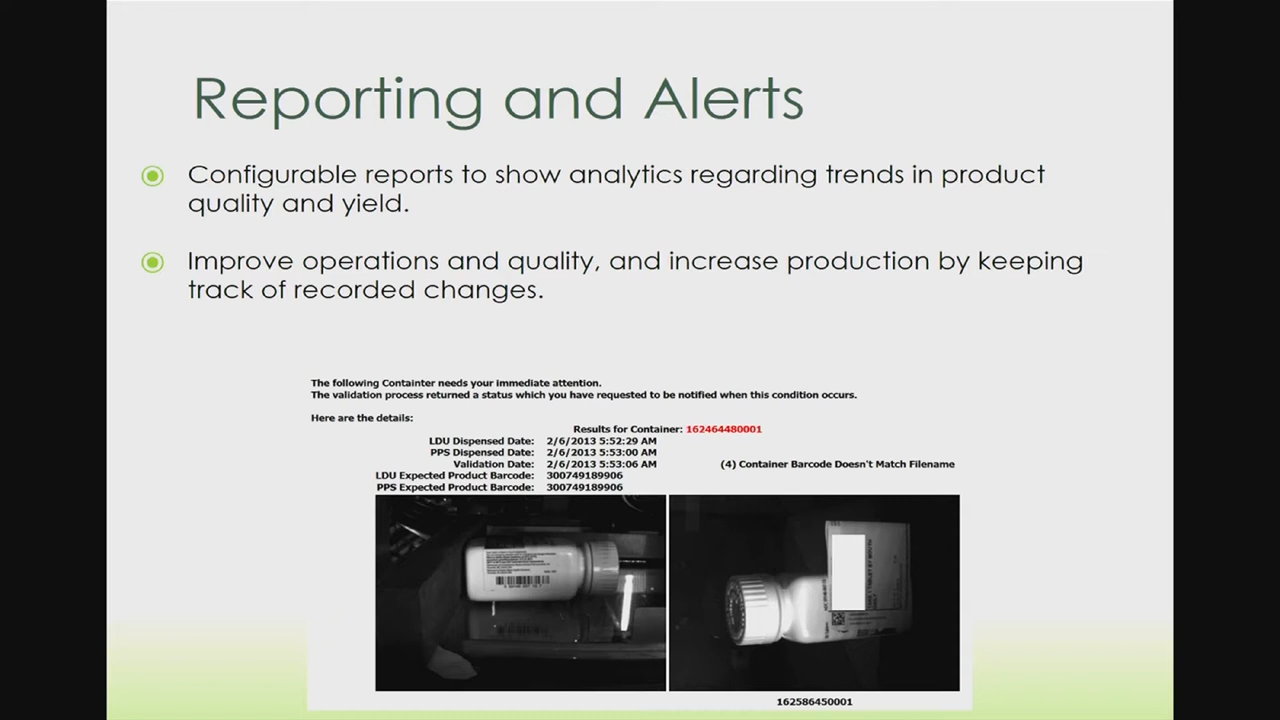 Reporting and Alerts
Configurable reports to show analytics regarding trends in product
quality and yield.
Improve operations and quality, and increase production by keeping
track of recorded changes.
The following Containter needs your immediate attention.
The validation process returned a status which you have requested to be notified when this condition occurs.
Here are the details:
Results for Container: 162464480001
LDU Dispensed Date: 2/6/2013 5:52:29 AM
PPS Dispensed Date: 2/6/2013 5:53:00 AM
Validation Date: 2/6/2013 5:53:06 AM (4) Container Barcode Doesn't Match Filename
LDU Expected Product Barcode: 300749189906
PPS Expected Product Barcode: 300749189906
TAKE 1 TABLET BY MOUTH
162586450001